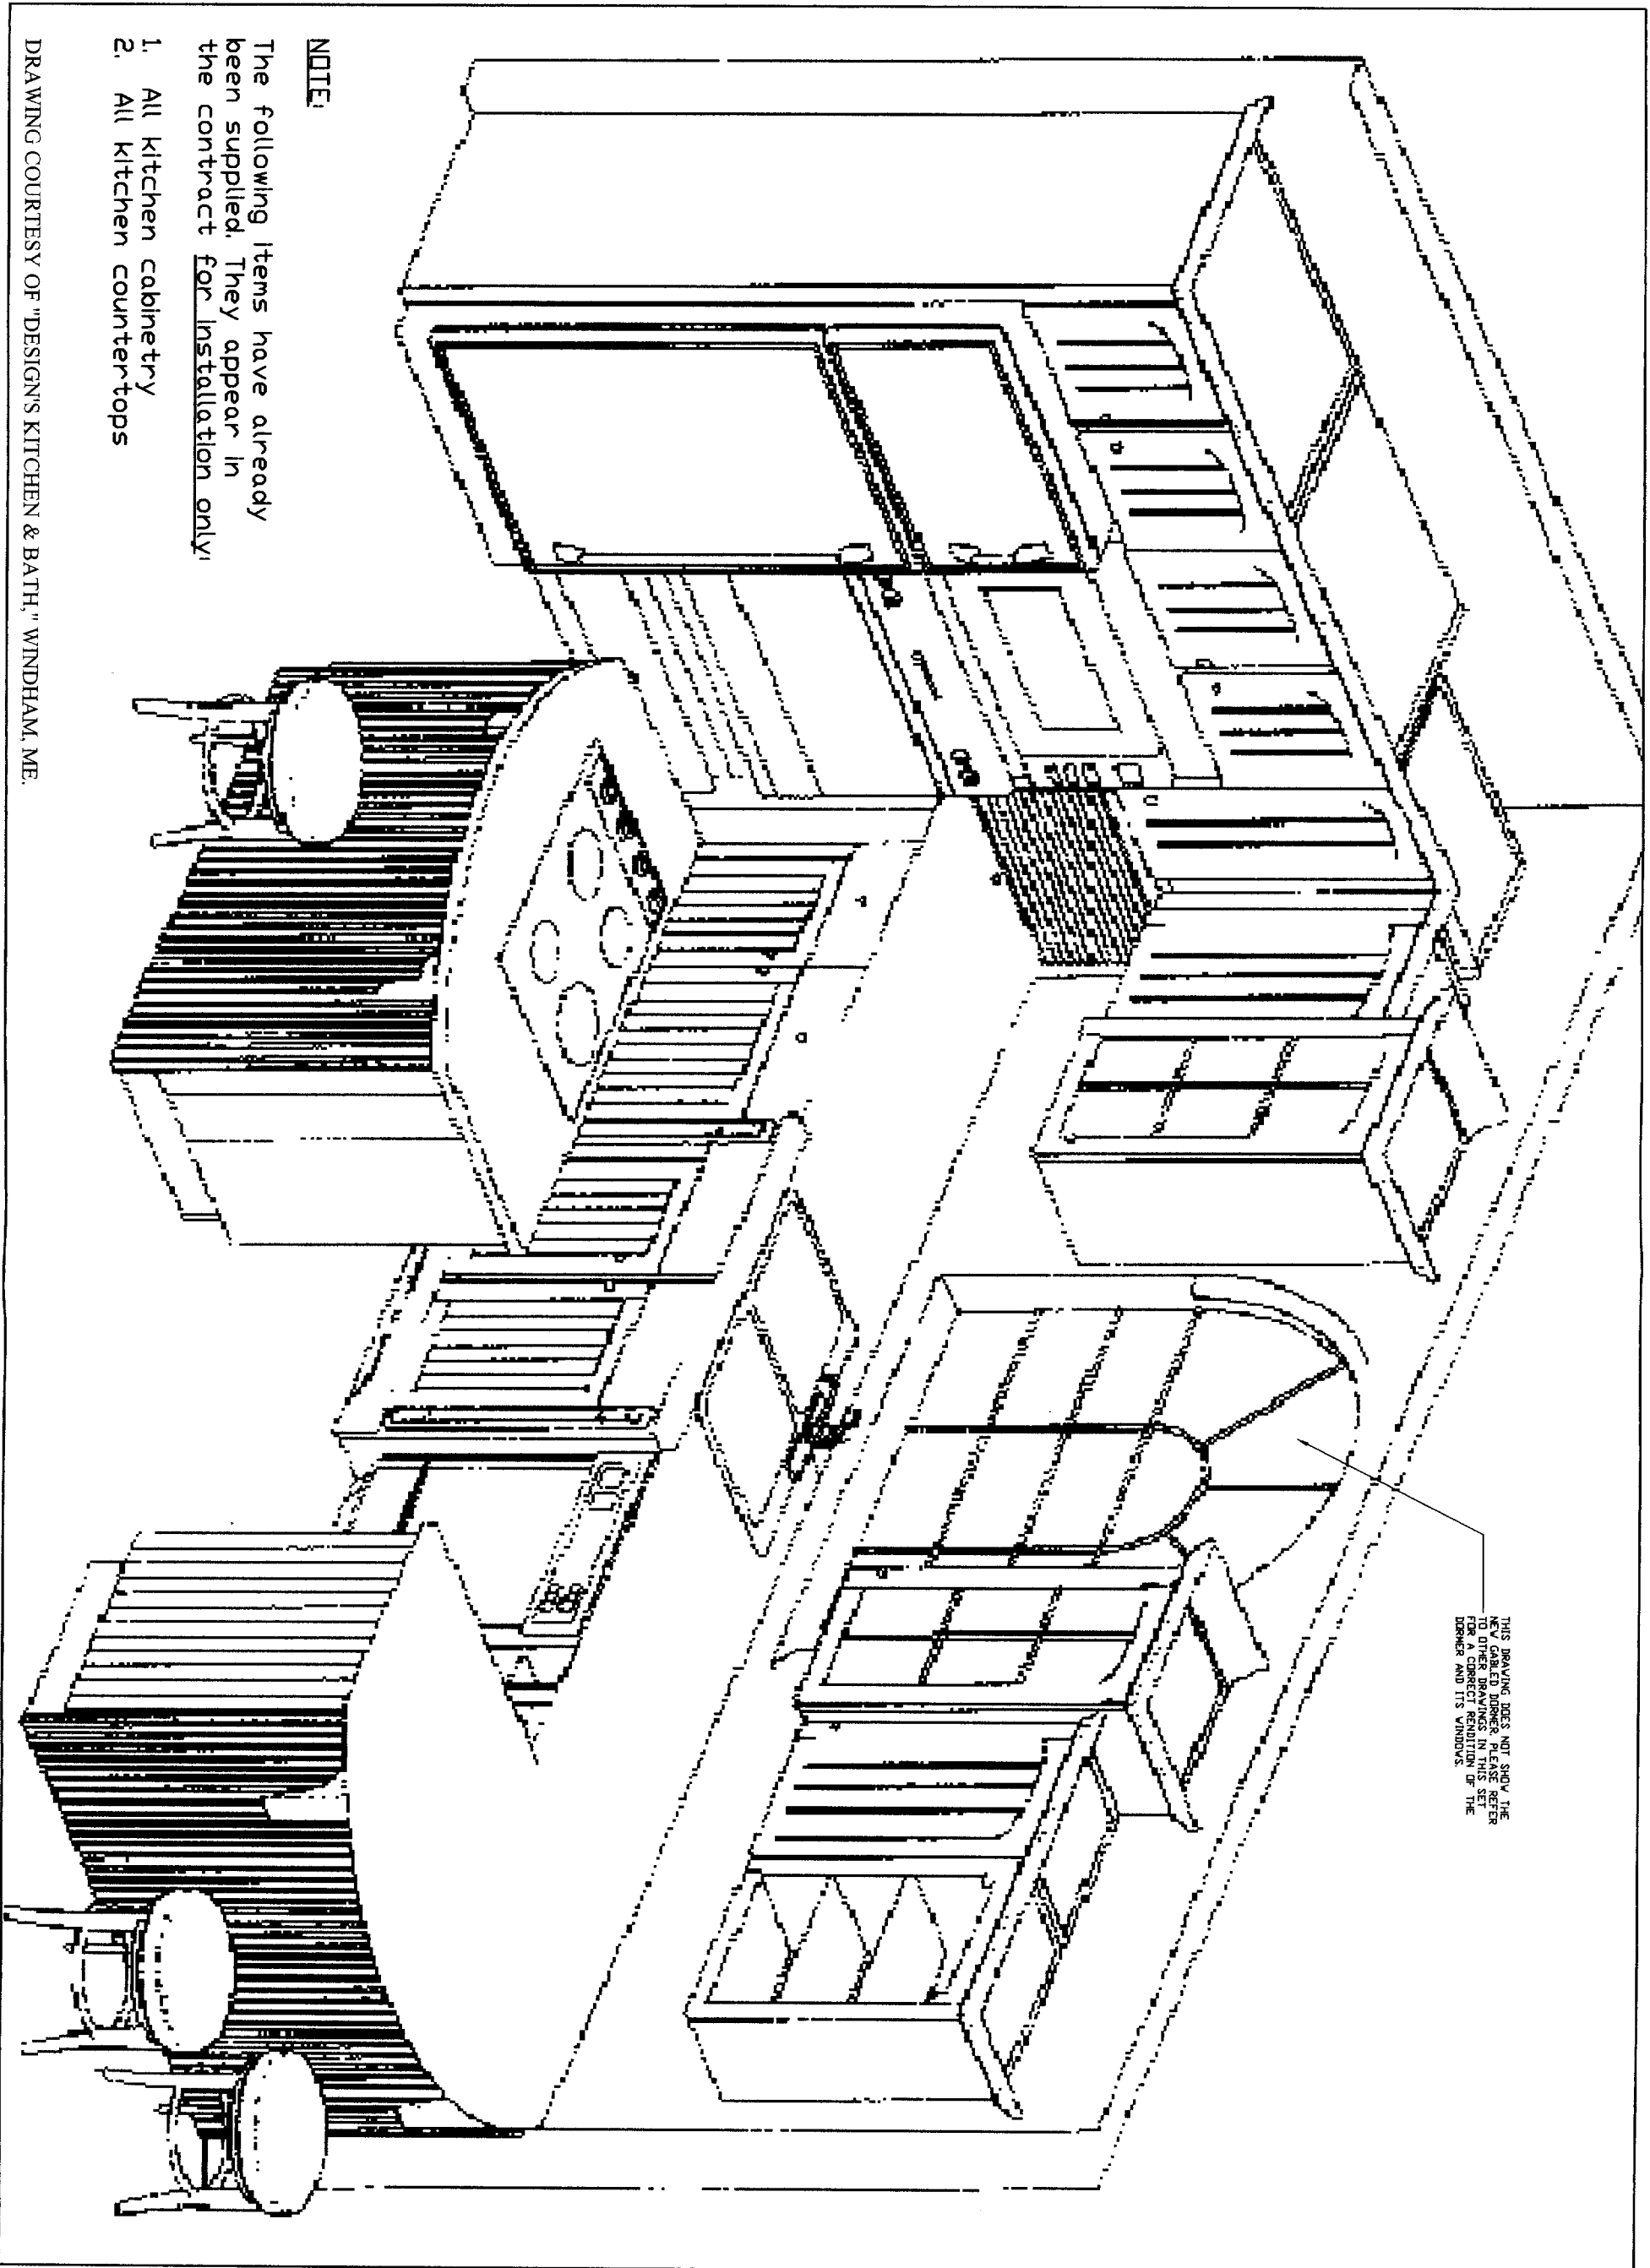 THIS DRAWING DOES NOT SHOW THE
NEW GABLED DORMER. PLEASE REFER
TO OTHER DRAWINGS IN THIS SET
FOR A CORRECT RENDITION OF THE
DORMER AND ITS WINDOWS.
NOTE:
The following items have already
been supplied. They appear in
the contract for installation only:
1. All kitchen cabinetry
2. All kitchen countertops
DRAWING COURTESY OF "DESIGN'S KITCHEN & BATH," WINDHAM, ME.